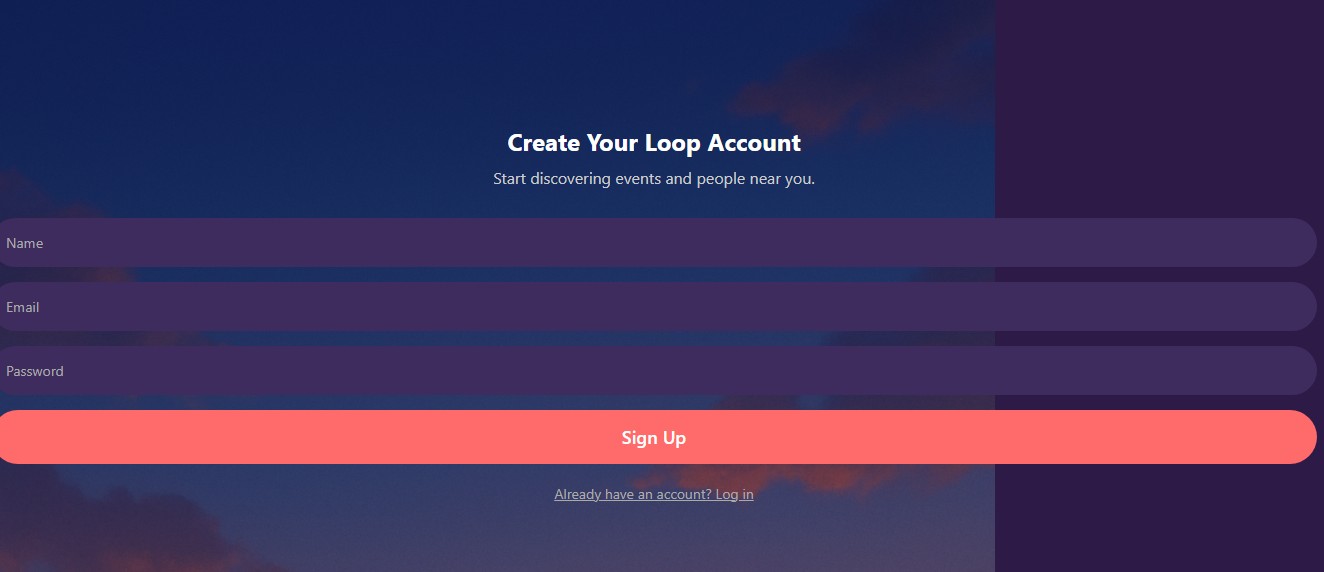 Create Your Loop Account
Start discovering events and people near you.
Name
Email
Password
Sign Up
Already have an account? Log in